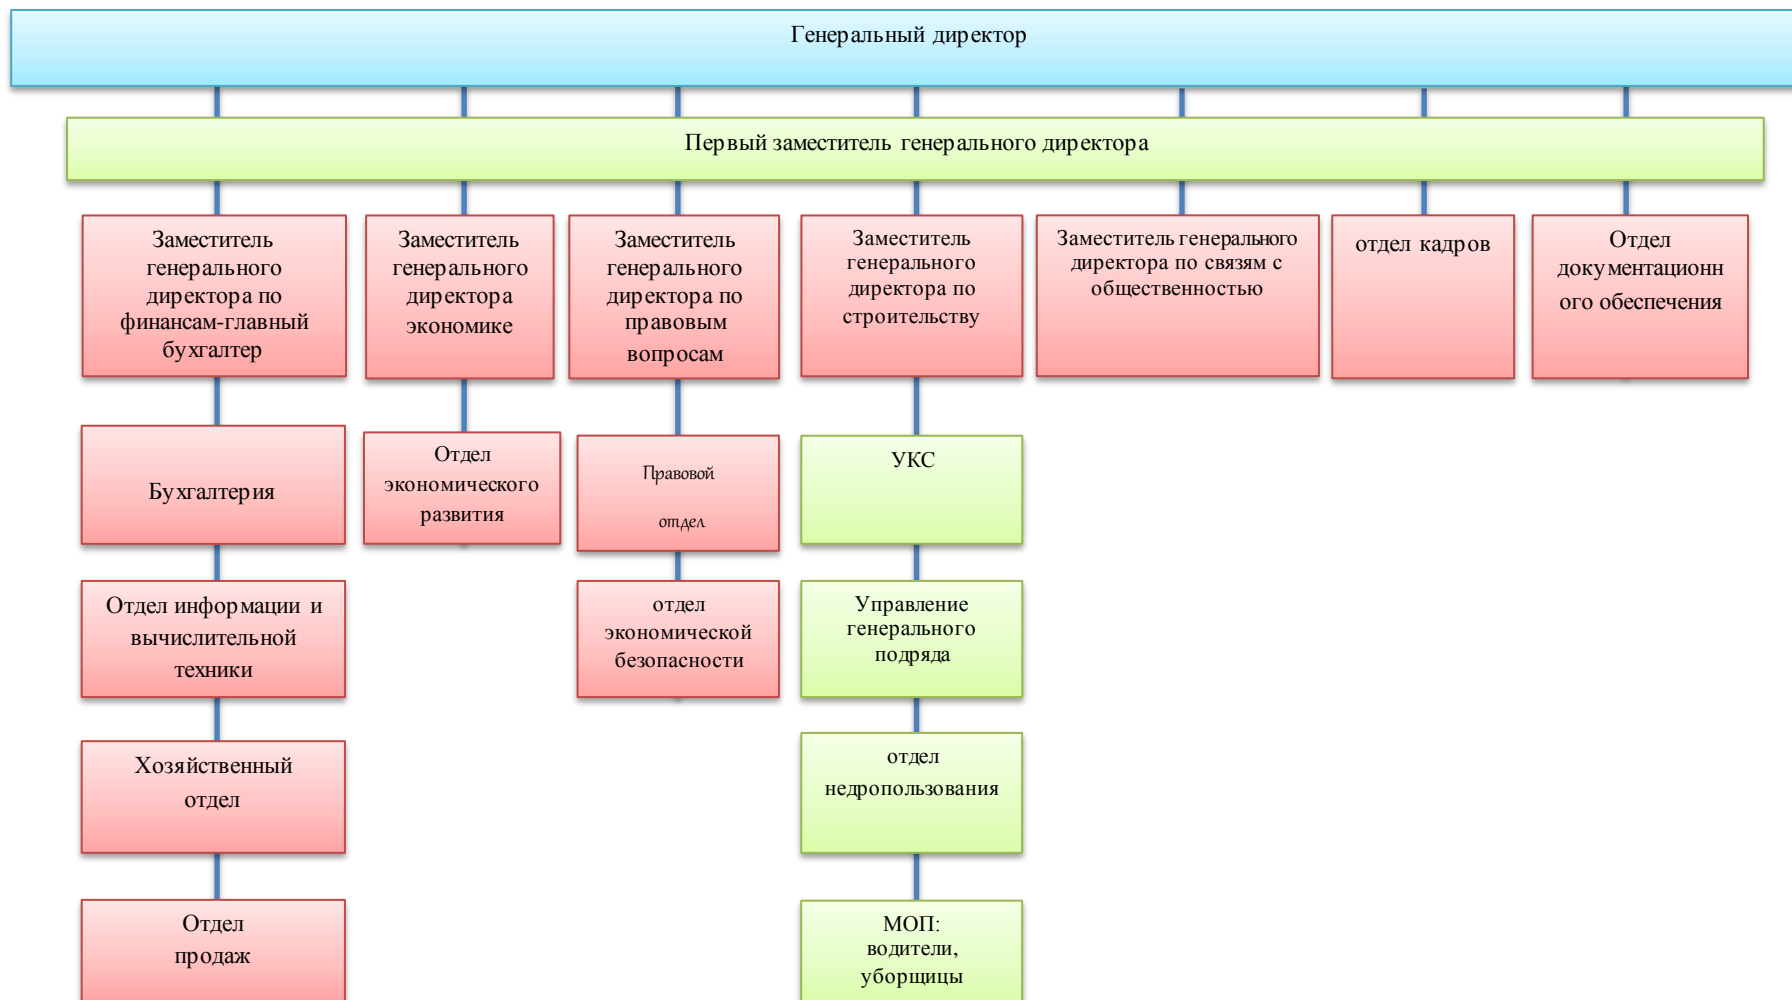 Генеральный директор
Первый заместитель генерального директора
Заместитель
генерального
директора по
финансам-главный
бухгалтер
Заместитель
генерального
директора
экономике
Заместитель
генерального
директора по
правовым
вопросам
Заместитель
генерального
директора по
строительству
Заместитель генерального
директора по связям с
общественностью
отдел кадров
Отдел
документационн
ого обеспечения
Бухгалтерия
Отдел
экономического
развития
Правовой
отдел
УКС
Отдел информации и
вычислительной
техники
отдел
экономической
безопасности
Управление
генерального
подряда
Хозяйственный
отдел
отдел
недропользования
Отдел
продаж
МОП:
водители,
уборщицы